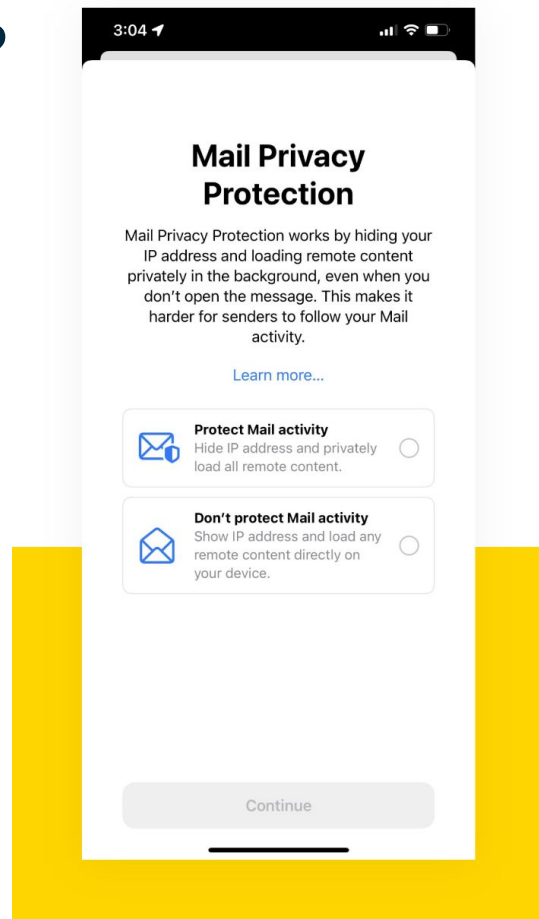 3:04
Mail Privacy
Protection
Mail Privacy Protection works by hiding your
IP address and loading remote content
privately in the background, even when you
don't open the message. This makes it
harder for senders to follow your Mail
activity.
Learn more...
Protect Mail activity
Hide IP address and privately
load all remote content.
Don't protect Mail activity
Show IP address and load any
remote content directly on
your device.
Continue